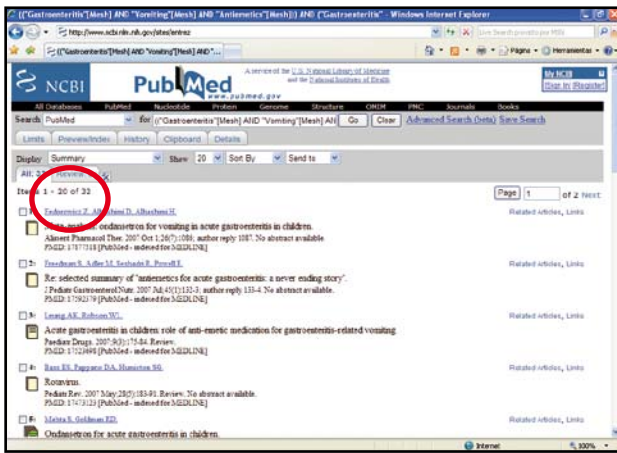 (("Gastroenteritis"[Mesh] AND "Vomiting"[Mesh] AND "Antiemetics"[Mesh])) AND ("Gastroenteritis" - Windows Internet Explorer
http://www.ncbi.nlm.nih.gov/sites/entrez
(("Gastroenteritis"[Mesh] AND "Vomiting"[Mesh] AND "...
Página
Herramientas
NCBI
PubMed
www.pubmed.gov
A service of the U.S. National Library of Medicine
and the National Institutes of Health
My NCBI
[Sign In] [Register]
All Databases PubMed Nucleotide Protein Genome Structure OMIM PMC Journals Books
Search PubMed for (("Gastroenteritis"[Mesh] AND "Vomiting"[Mesh] AN Go Clear Advanced Search (beta) Save Search
Limits Preview/Index History Clipboard Details
Display Summary Show 20 Sort By Send to
All: 32 Review
Items 1 - 20 of 32 Page 1 of 2 Next
1: Z, D, H. Related Articles, Links
ondansetron for vomiting in acute gastroenteritis in children.
Aliment Pharmacol Ther. 2007 Oct 1;26(7):1086; author reply 1087. No abstract available.
PMID: 17877518 [PubMed - indexed for MEDLINE]
2: Freedman S, Adler M, Seshadri R, Powell E. Related Articles, Links
Re: selected summary of "antiemetics for acute gastroenteritis: a never ending story".
J Pediatr Gastroenterol Nutr. 2007 Jul;45(1):132-3; author reply 133-4. No abstract available.
PMID: 17592379 [PubMed - indexed for MEDLINE]
3: Leung AK, Robson WL. Related Articles, Links
Acute gastroenteritis in children: role of anti-emetic medication for gastroenteritis-related vomiting.
Paediatr Drugs. 2007;9(3):175-84. Review.
PMID: 17523698 [PubMed - indexed for MEDLINE]
4: Bass ES, Pappano DA, Humiston SG. Related Articles, Links
Rotavirus.
Pediatr Rev. 2007 May;28(5):183-91. Review. No abstract available.
PMID: 17473123 [PubMed - indexed for MEDLINE]
5: Mehta S, Goldman RD. Related Articles, Links
Ondansetron for acute gastroenteritis in children.
Internet 100%